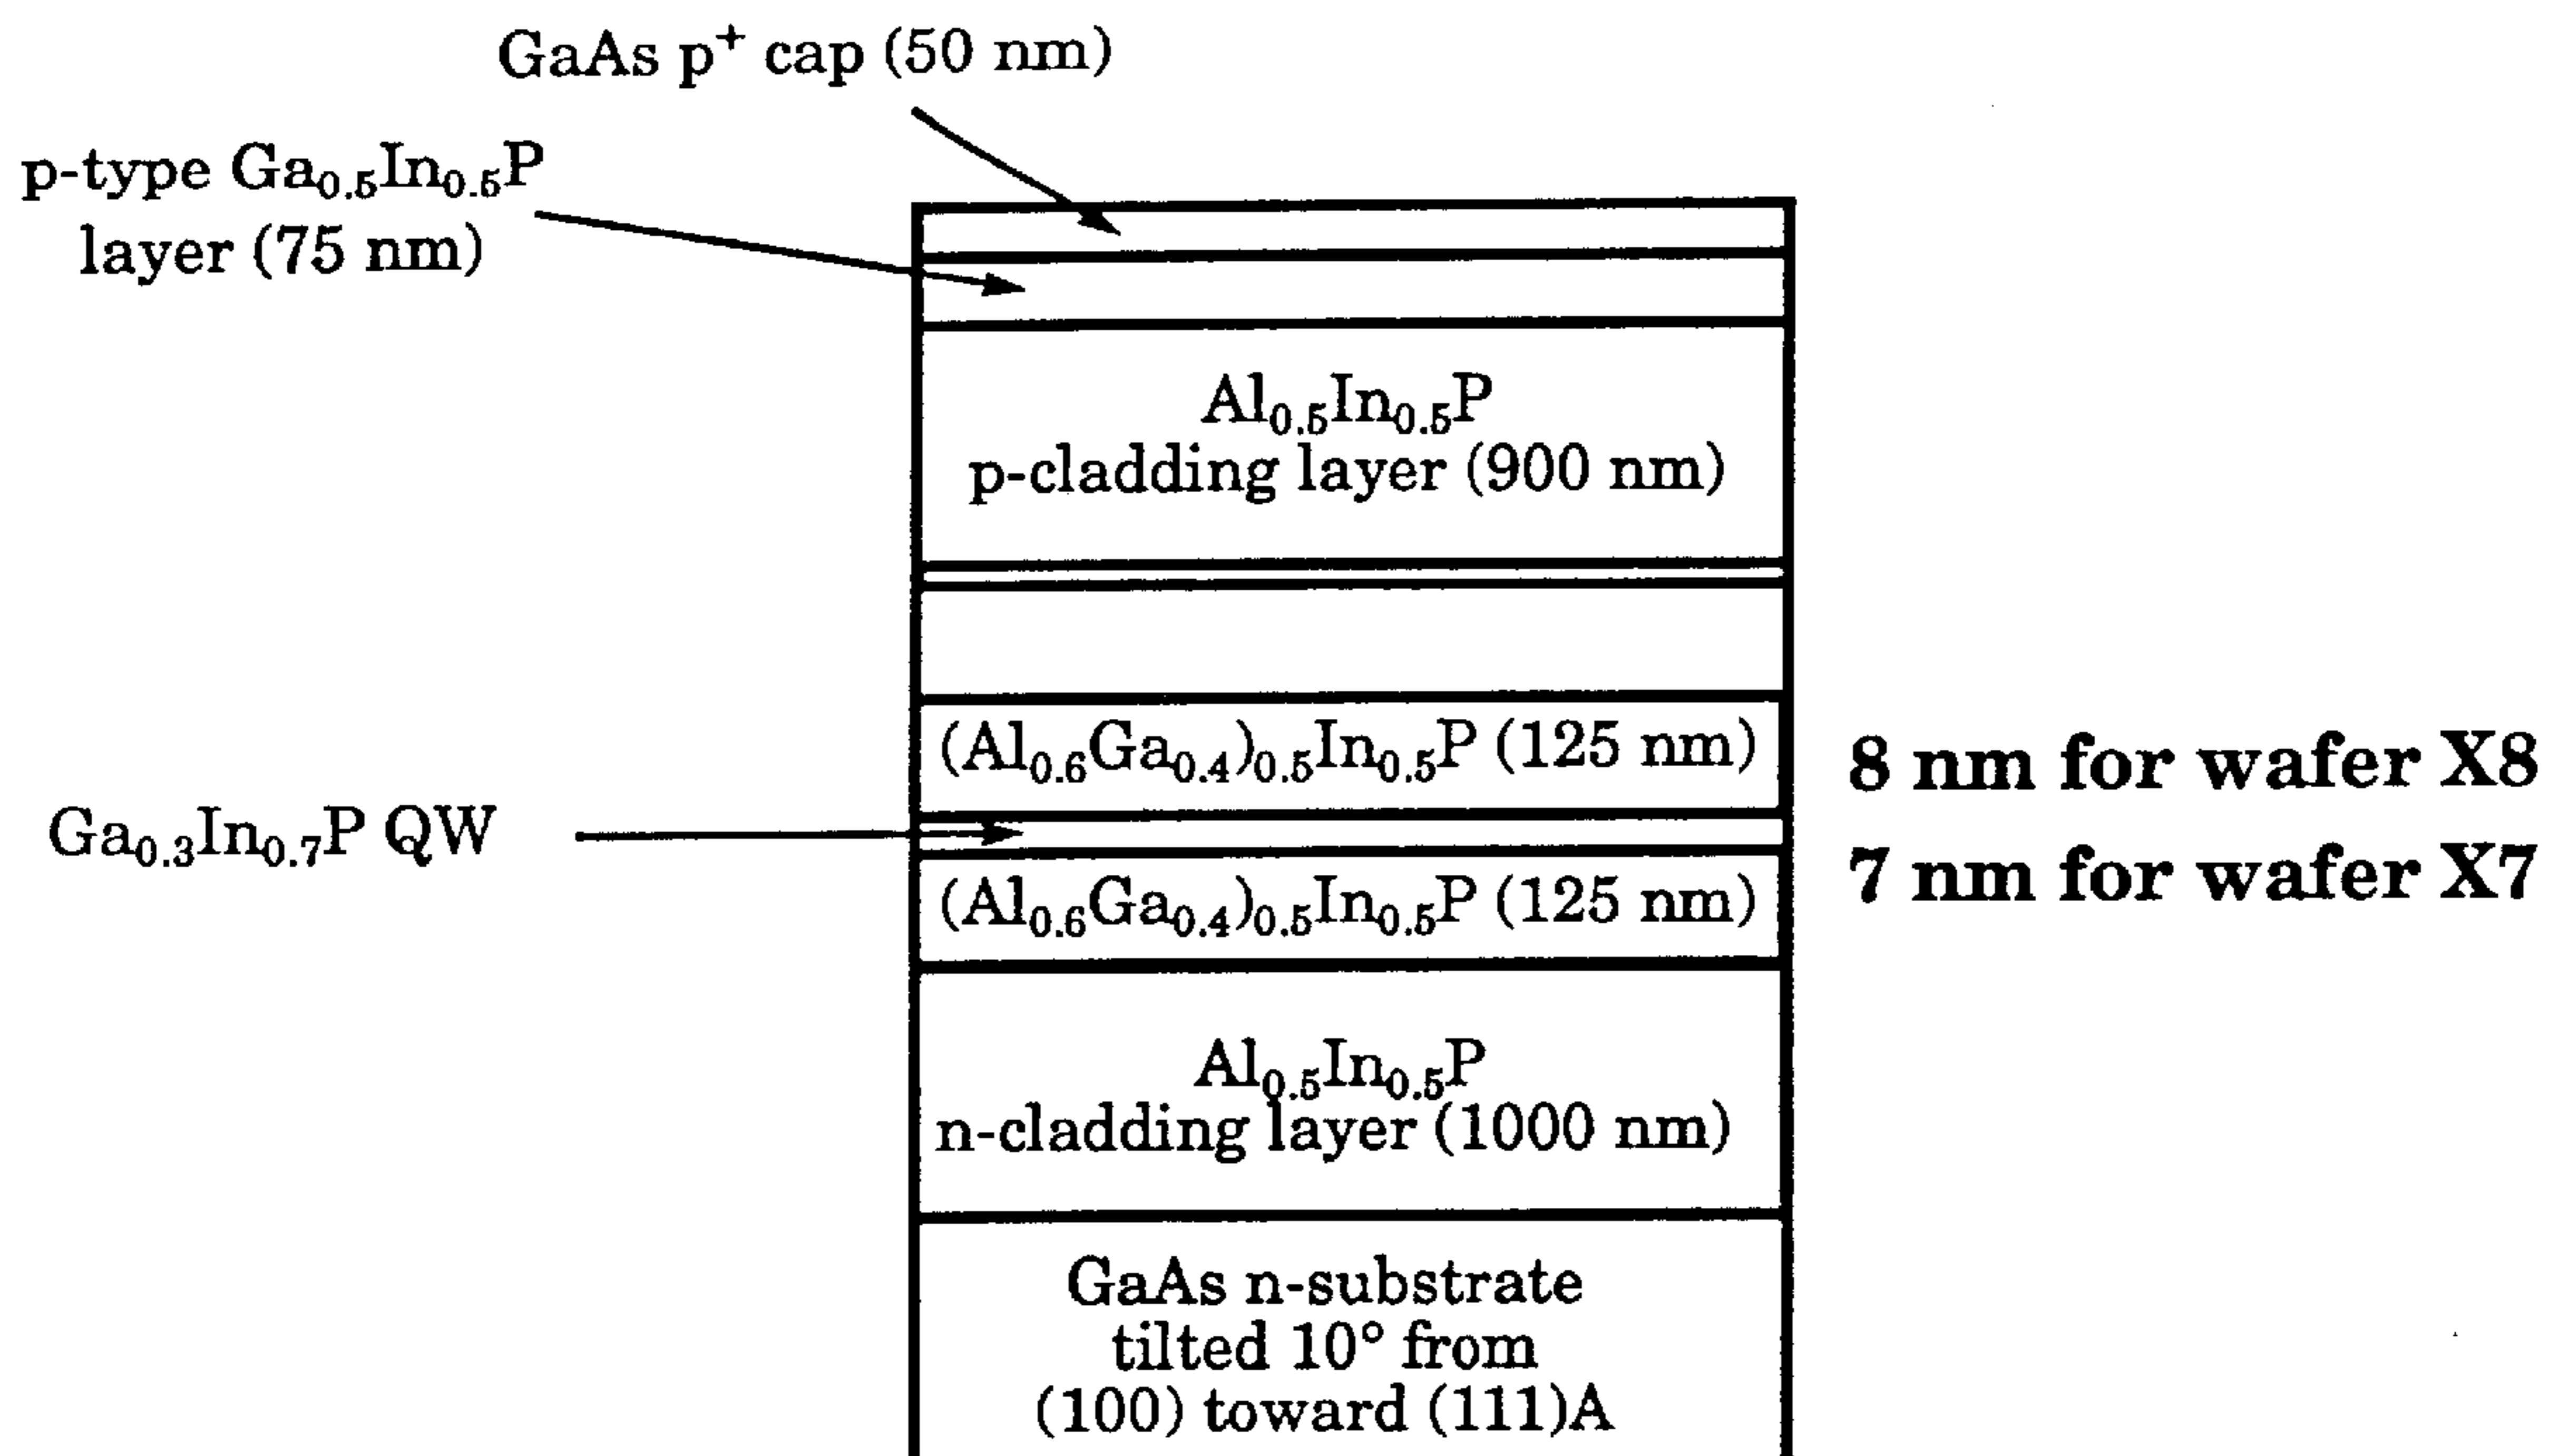 GaAs p⁺ cap (50 nm)
p-type Ga₀.₅In₀.₅P
layer (75 nm)
Al₀.₅In₀.₅P
p-cladding layer (900 nm)
(Al₀.₆Ga₀.₄)₀.₅In₀.₅P (125 nm)
8 nm for wafer X8
Ga₀.₃In₀.₇P QW
7 nm for wafer X7
(Al₀.₆Ga₀.₄)₀.₅In₀.₅P (125 nm)
Al₀.₅In₀.₅P
n-cladding layer (1000 nm)
GaAs n-substrate
tilted 10° from
(100) toward (111)A